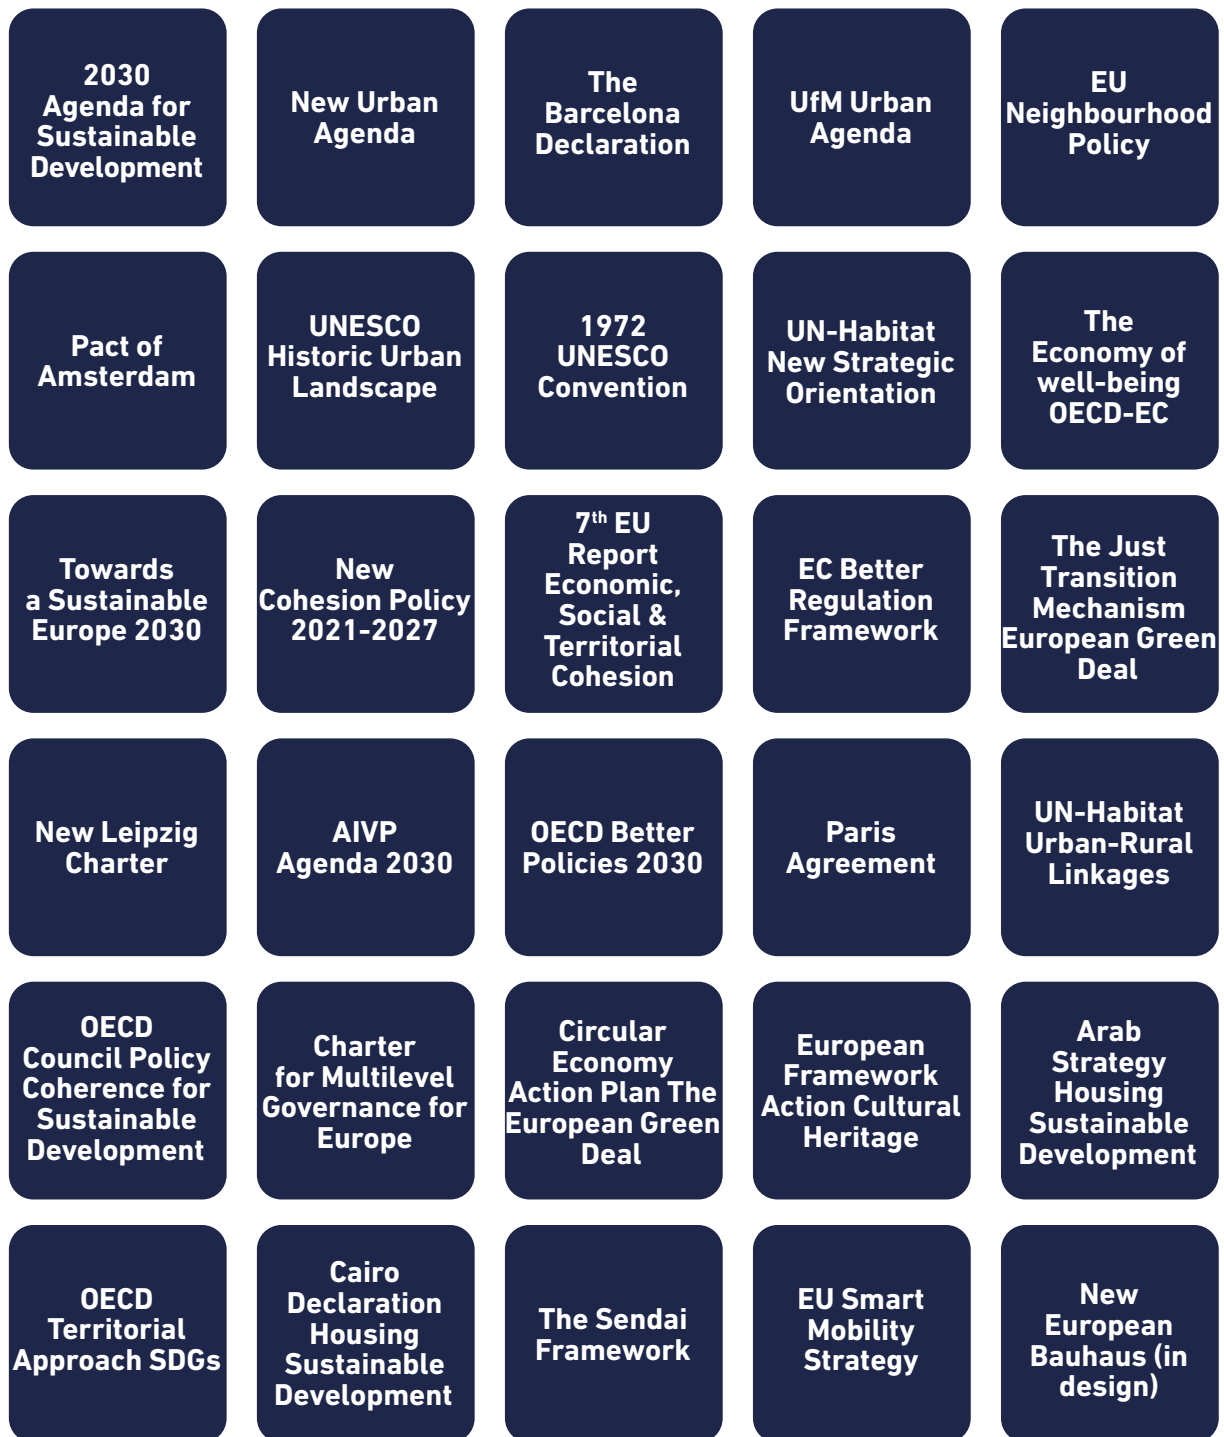 2030
Agenda for
Sustainable
Development
New Urban
Agenda
The
Barcelona
Declaration
UfM Urban
Agenda
EU
Neighbourhood
Policy
Pact of
Amsterdam
UNESCO
Historic Urban
Landscape
1972
UNESCO
Convention
UN-Habitat
New Strategic
Orientation
The
Economy of
well-being
OECD-EC
Towards
a Sustainable
Europe 2030
New
Cohesion Policy
2021-2027
7th EU
Report
Economic,
Social &
Territorial
Cohesion
EC Better
Regulation
Framework
The Just
Transition
Mechanism
European Green
Deal
New Leipzig
Charter
AIVP
Agenda 2030
OECD Better
Policies 2030
Paris
Agreement
UN-Habitat
Urban-Rural
Linkages
OECD
Council Policy
Coherence for
Sustainable
Development
Charter
for Multilevel
Governance for
Europe
Circular
Economy
Action Plan The
European Green
Deal
European
Framework
Action Cultural
Heritage
Arab
Strategy
Housing
Sustainable
Development
OECD
Territorial
Approach SDGs
Cairo
Declaration
Housing
Sustainable
Development
The Sendai
Framework
EU Smart
Mobility
Strategy
New
European
Bauhaus (in
design)